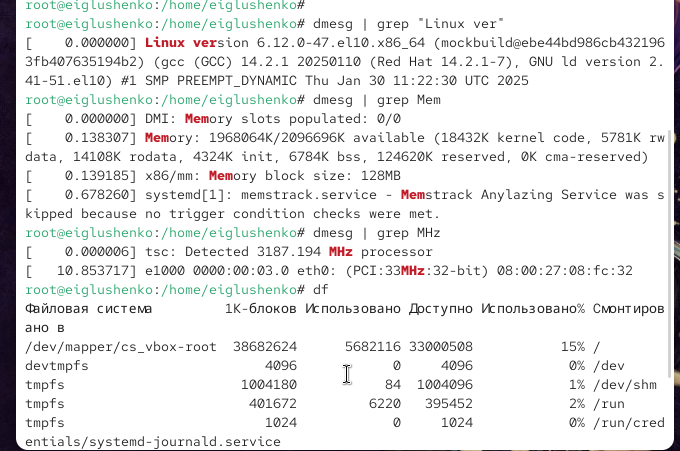 root@eiglushenko:/home/eiglushenko#
root@eiglushenko:/home/eiglushenko# dmesg | grep "Linux ver"
[    0.000000] Linux version 6.12.0-47.el10.x86_64 (mockbuild@ebe44bd986cb432196
3fb407635194b2) (gcc (GCC) 14.2.1 20250110 (Red Hat 14.2.1-7), GNU ld version 2.
41-51.el10) #1 SMP PREEMPT_DYNAMIC Thu Jan 30 11:22:30 UTC 2025
root@eiglushenko:/home/eiglushenko# dmesg | grep Mem
[    0.000000] DMI: Memory slots populated: 0/0
[    0.138307] Memory: 1968064K/2096696K available (18432K kernel code, 5781K rw
data, 14108K rodata, 4324K init, 6784K bss, 124620K reserved, 0K cma-reserved)
[    0.139185] x86/mm: Memory block size: 128MB
[    0.678260] systemd[1]: memstrack.service - Memstrack Anylazing Service was s
kipped because no trigger condition checks were met.
root@eiglushenko:/home/eiglushenko# dmesg | grep MHz
[    0.000006] tsc: Detected 3187.194 MHz processor
[   10.853717] e1000 0000:00:03.0 eth0: (PCI:33MHz:32-bit) 08:00:27:08:fc:32
root@eiglushenko:/home/eiglushenko# df
Файловая система         1K-блоков Использовано Доступно Использовано% Смонтиров
ано в
/dev/mapper/cs_vbox-root  38682624      5682116 33000508           15% /
devtmpfs                      4096            0     4096            0% /dev
tmpfs                      1004180           84  1004096            1% /dev/shm
tmpfs                       401672         6220   395452            2% /run
tmpfs                         1024            0     1024            0% /run/cred
entials/systemd-journald.service